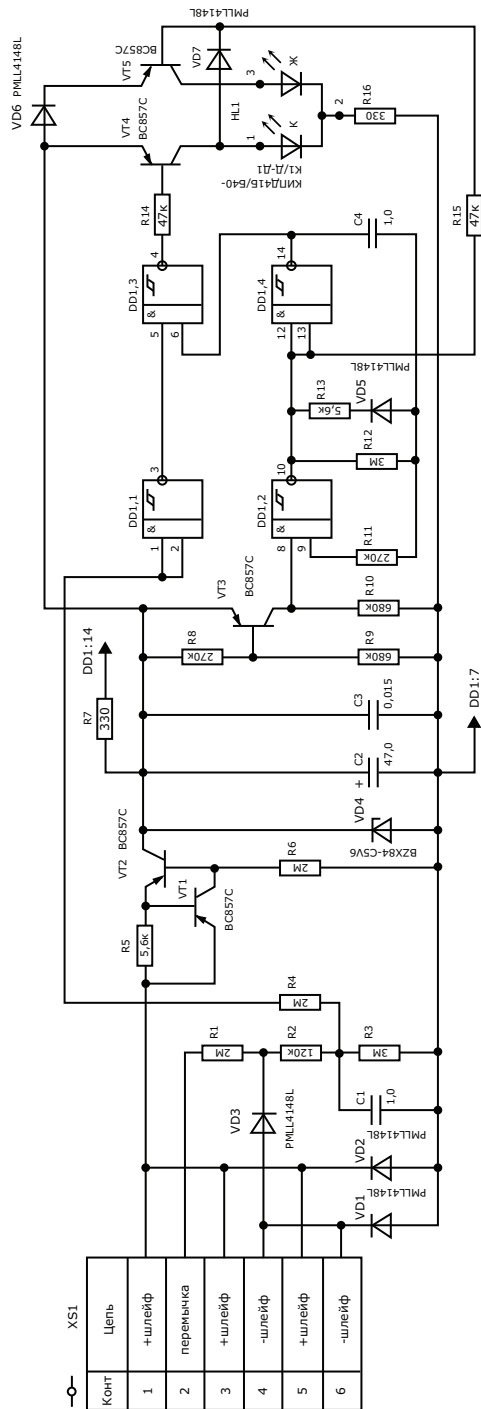 XS1
Конт Цепь
1 +шлейф
2 перемычка
3 +шлейф
4 -шлейф
5 +шлейф
6 -шлейф
VD1
PMLL4148L
VD2
PMLL4148L
C1
1,0
VD3
PMLL4148L
R1
2М
R2
120к
R3
3М
R4
2М
R5
5,6к
VT1
BC857C
VT2
BC857C
R6
2М
VD4
BZX84-C5V6
C2
+
47,0
C3
0,015
R7
330
DD1:14
DD1:7
R8
270к
R9
680к
VT3
BC857C
R10
680к
DD1,1
&
1
2
3
DD1,2
&
8
9
10
R11
270к
R12
3М
R13
5,6к
VD5
PMLL4148L
DD1,3
&
5
6
4
DD1,4
&
12
13
14
C4
1,0
R14
47к
R15
47к
VT4
BC857C
VT5
BC857C
VD6 PMLL4148L
VD7
PMLL4148L
HL1
1
К
3
Ж
2
КИПД41Б/Б40-
К1/Д-Д1
R16
330